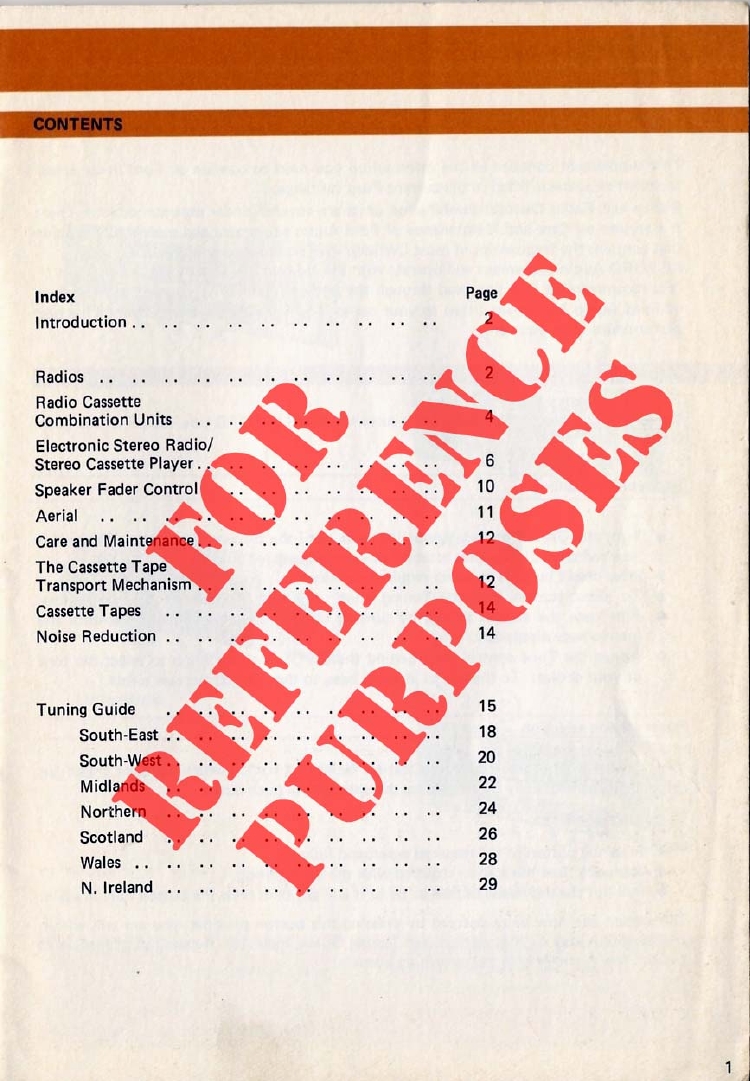 CONTENTS
Index Page
Introduction . . . . . . . . . . . . . . . . . . . . 2
Radios . . . . . . . . . . . . . . . . . . . . . . 2
Radio Cassette
Combination Units . . . . . . . . . . . . . . . . 4
Electronic Stereo Radio/
Stereo Cassette Player . . . . . . . . . . . . . . 6
Speaker Fader Control . . . . . . . . . . . . . . 10
Aerial . . . . . . . . . . . . . . . . . . . . . . 11
Care and Maintenance . . . . . . . . . . . . . . 12
The Cassette Tape
Transport Mechanism . . . . . . . . . . . . . . 12
Cassette Tapes . . . . . . . . . . . . . . . . . . 14
Noise Reduction . . . . . . . . . . . . . . . . . . 14
Tuning Guide . . . . . . . . . . . . . . . . . . 15
South-East . . . . . . . . . . . . . . . . . . 18
South-West . . . . . . . . . . . . . . . . . . 20
Midlands . . . . . . . . . . . . . . . . . . 22
Northern . . . . . . . . . . . . . . . . . . 24
Scotland . . . . . . . . . . . . . . . . . . 26
Wales . . . . . . . . . . . . . . . . . . . . 28
N. Ireland . . . . . . . . . . . . . . . . . . 29
FOR
REFERENCE
PURPOSES
1